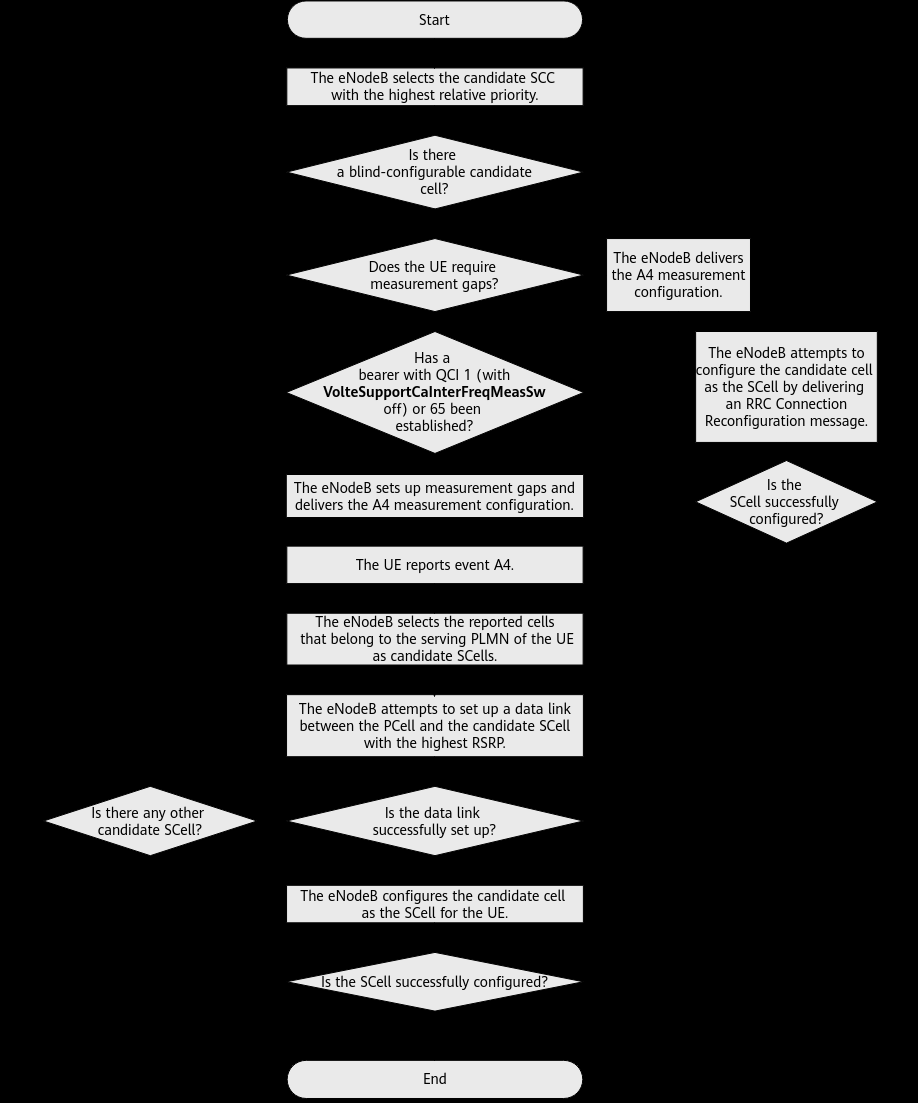 Start
The eNodeB selects the candidate SCC
with the highest relative priority.
Is there
a blind-configurable candidate
cell?
Does the UE require
measurement gaps?
The eNodeB delivers
the A4 measurement
configuration.
Has a
bearer with QCI 1 (with
VolteSupportCaInterFreqMeasSw
off) or 65 been
established?
The eNodeB attempts to
configure the candidate cell
as the SCell by delivering
an RRC Connection
Reconfiguration message.
The eNodeB sets up measurement gaps and
delivers the A4 measurement configuration.
Is the
SCell successfully
configured?
The UE reports event A4.
The eNodeB selects the reported cells
that belong to the serving PLMN of the UE
as candidate SCells.
The eNodeB attempts to set up a data link
between the PCell and the candidate SCell
with the highest RSRP.
Is there any other
candidate SCell?
Is the data link
successfully set up?
The eNodeB configures the candidate cell
as the SCell for the UE.
Is the SCell successfully configured?
End